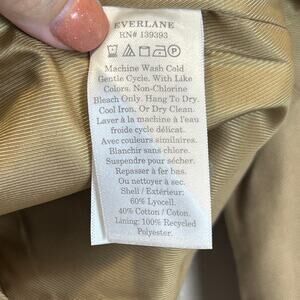 EVERLANE
RN# 139393
Machine Wash Cold
Gentle Cycle. With Like
Colors. Non-Chlorine
Bleach Only. Hang To Dry.
Cool Iron. Or Dry Clean.
Laver à la machine à l'eau
froide cycle délicat.
Avec couleurs similaires.
Blanchir sans chlore.
Suspendre pour sécher.
Repasser à fer bas.
Ou nettoyer à sec.
Shell / Extérieur:
60% Lyocell.
40% Cotton / Coton.
Lining: 100% Recycled
Polyester.